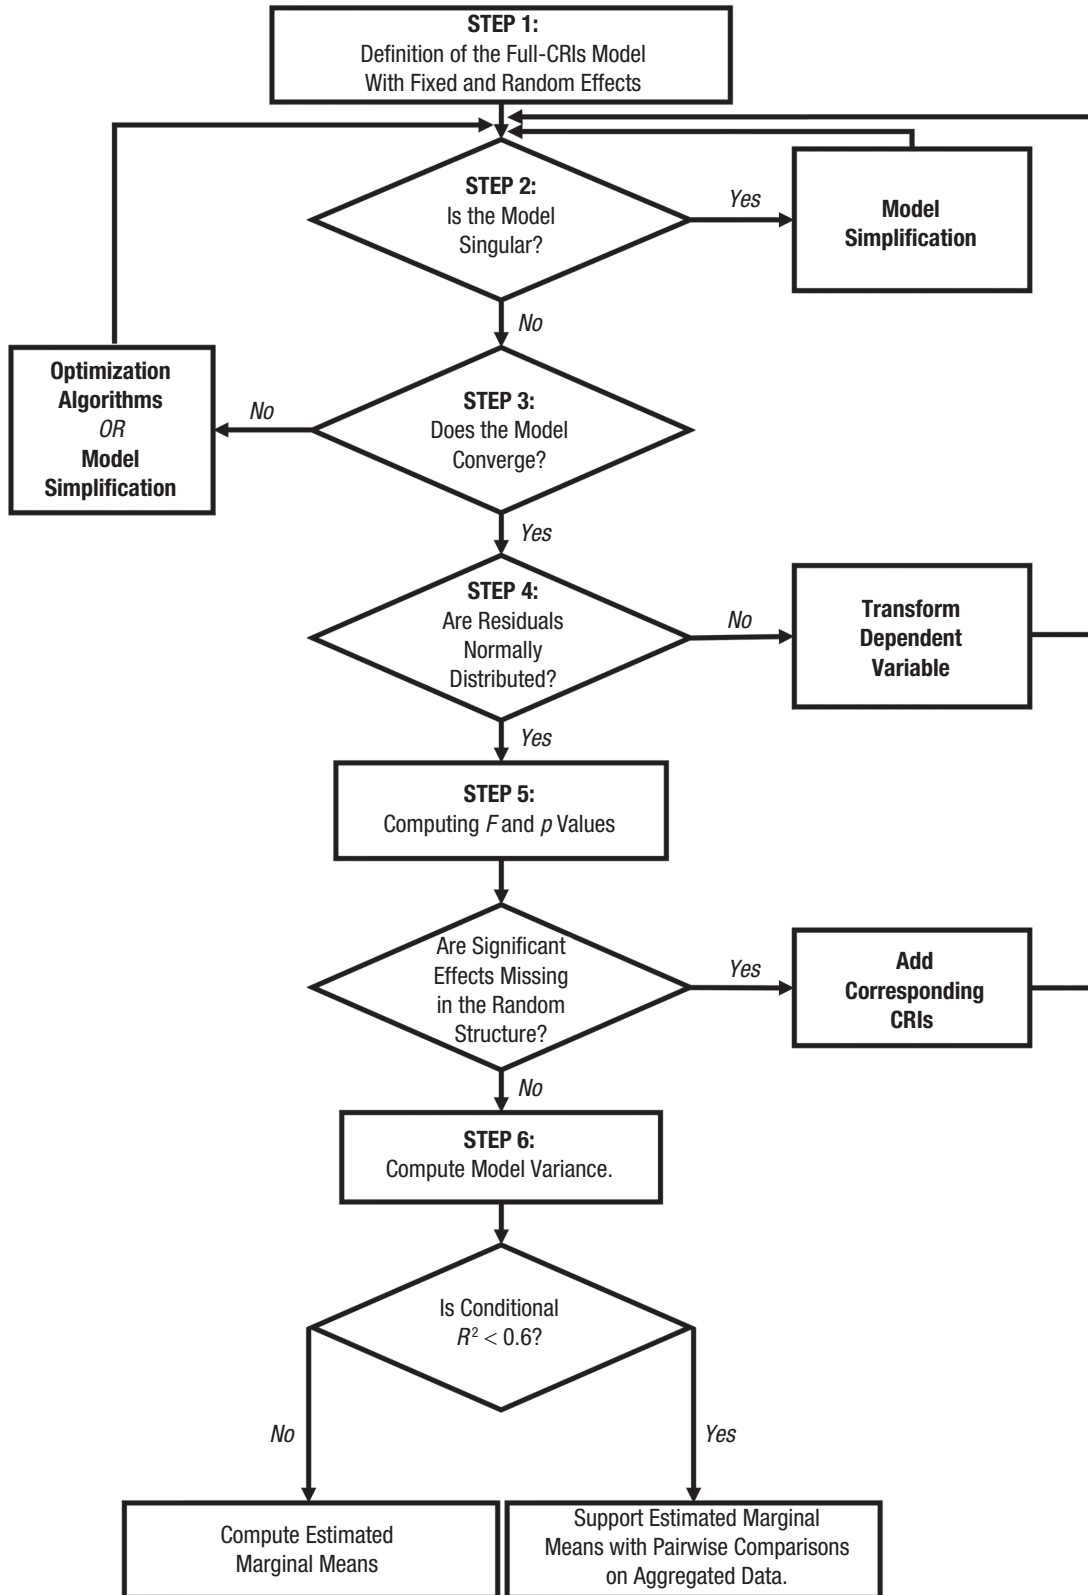 STEP 1:
Definition of the Full-CRIs Model
With Fixed and Random Effects
STEP 2:
Is the Model
Singular?
Yes
Model
Simplification
No
Optimization
Algorithms
OR
Model
Simplification
No
STEP 3:
Does the Model
Converge?
Yes
STEP 4:
Are Residuals
Normally
Distributed?
No
Transform
Dependent
Variable
Yes
STEP 5:
Computing F and p Values
Are Significant
Effects Missing
in the Random
Structure?
Yes
Add
Corresponding
CRIs
No
STEP 6:
Compute Model Variance.
Is Conditional
R² < 0.6?
No
Yes
Compute Estimated
Marginal Means
Support Estimated Marginal
Means with Pairwise Comparisons
on Aggregated Data.